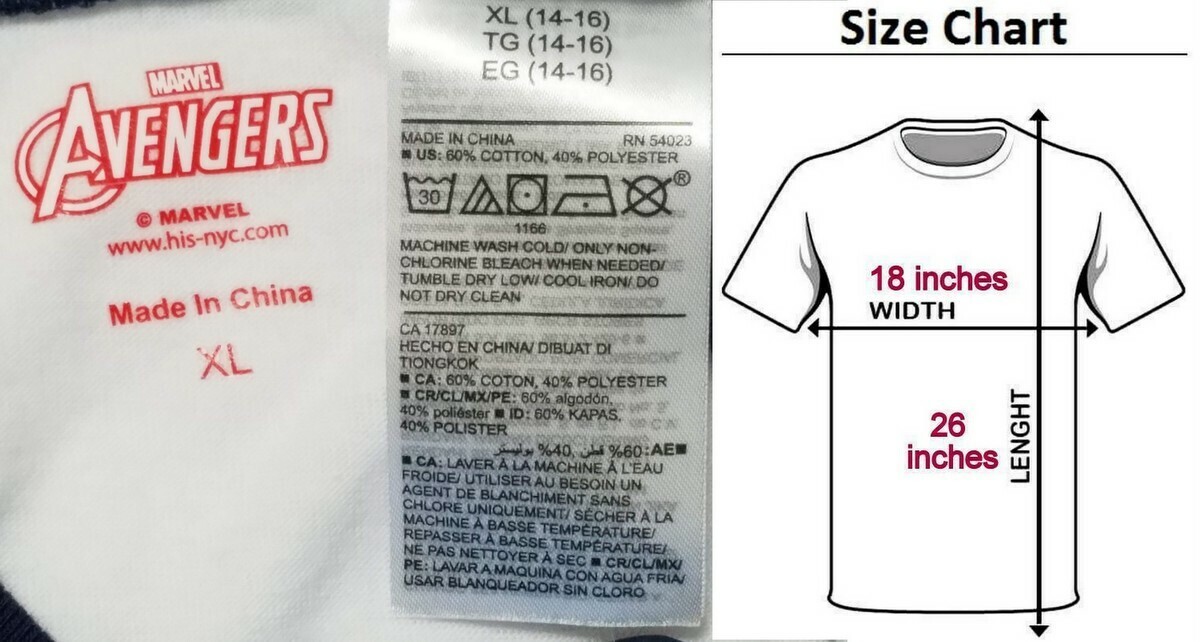 MARVEL
AVENGERS
© MARVEL
www.his-nyc.com
Made In China
XL
XL (14-16)
TG (14-16)
EG (14-16)
MADE IN CHINA RN 54023
■ US: 60% COTTON, 40% POLYESTER
30
®
1166
MACHINE WASH COLD/ ONLY NON-
CHLORINE BLEACH WHEN NEEDED/
TUMBLE DRY LOW/ COOL IRON/ DO
NOT DRY CLEAN
CA 17897
HECHO EN CHINA/ DIBUAT DI
TIONGKOK
■ CA: 60% COTON, 40% POLYESTER
■ CR/CL/MX/PE: 60% algodón,
40% poliéster ■ ID: 60% KAPAS,
40% POLISTER
■AE: 60% قطن, 40% بوليستر
■ CA: LAVER À LA MACHINE À L'EAU
FROIDE/ UTILISER AU BESOIN UN
AGENT DE BLANCHIMENT SANS
CHLORE UNIQUEMENT/ SÉCHER À LA
MACHINE À BASSE TEMPÉRATURE/
REPASSER À BASSE TEMPÉRATURE/
NE PAS NETTOYER À SEC ■ CR/CL/MX/
PE: LAVAR A MAQUINA CON AGUA FRIA/
USAR BLANQUEADOR SIN CLORO
Size Chart
18 inches
WIDTH
26
inches
LENGHT